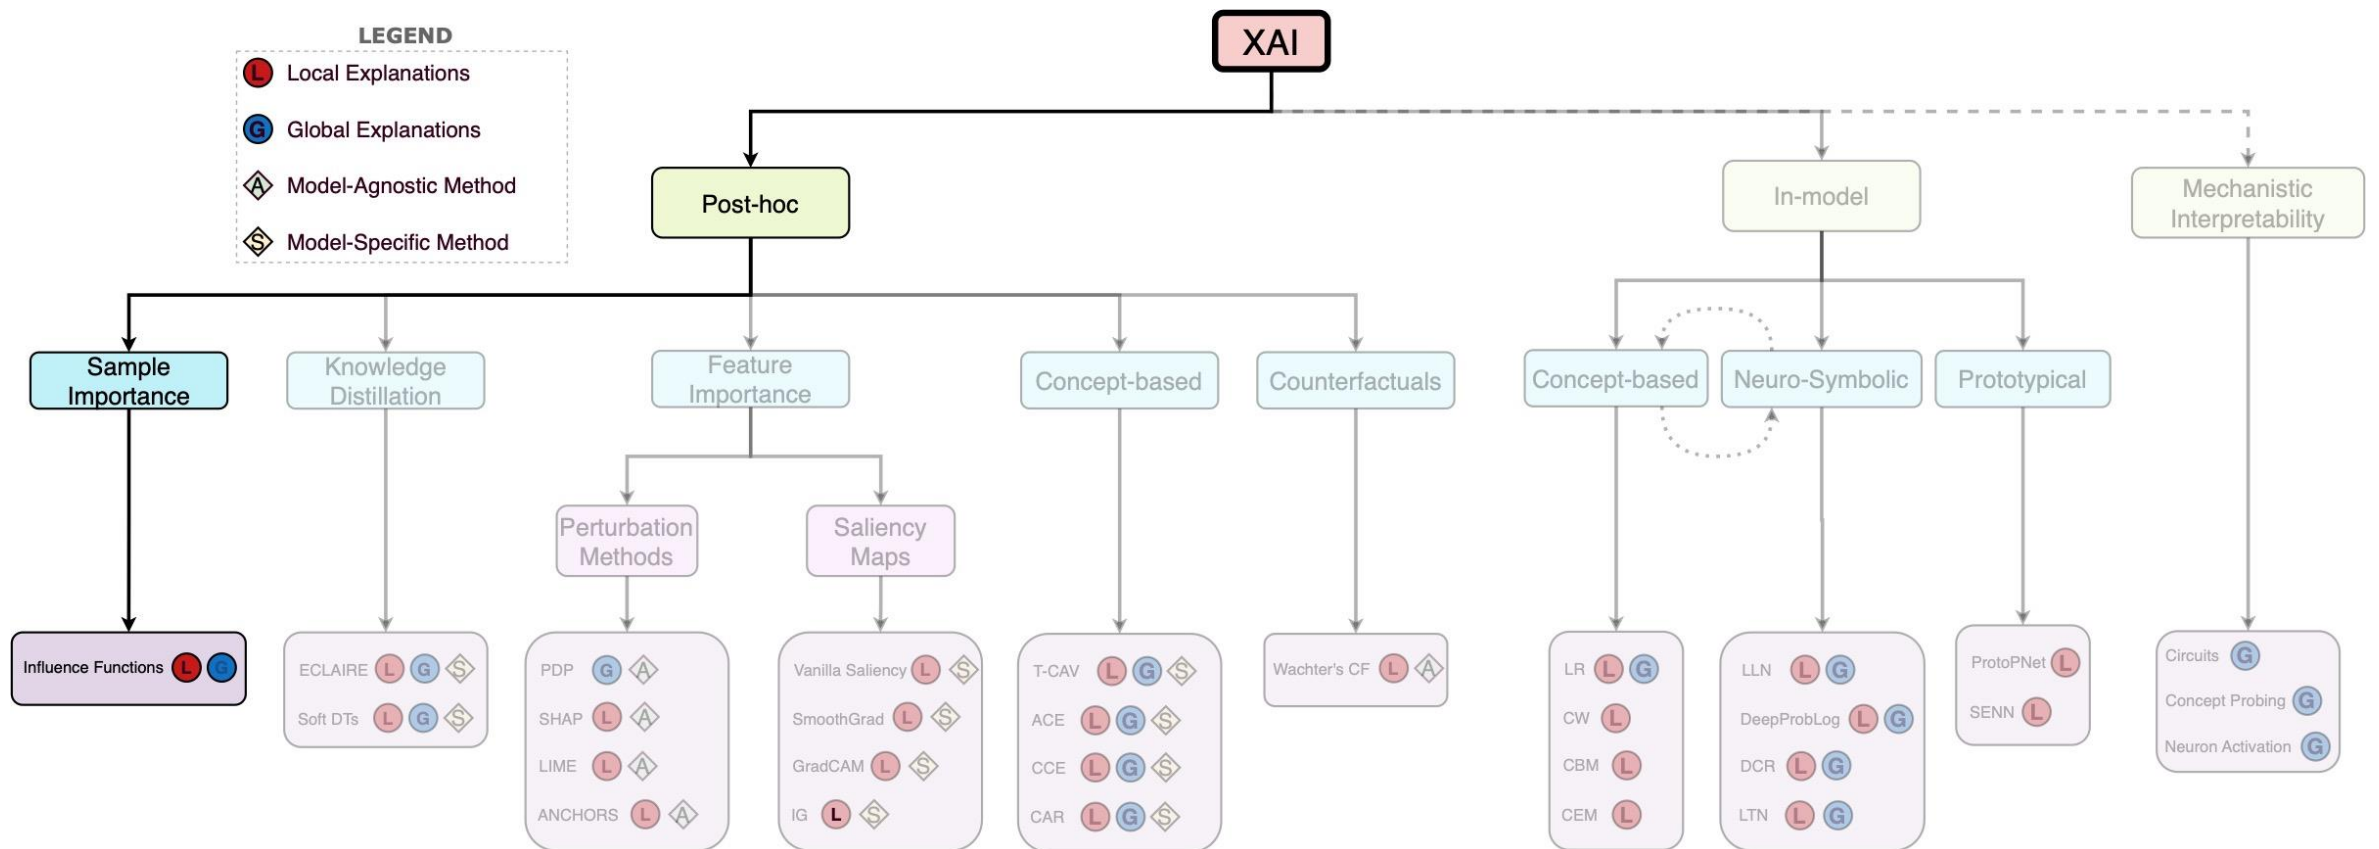 XAI
LEGEND
L Local Explanations
G Global Explanations
A Model-Agnostic Method
S Model-Specific Method
Post-hoc
In-model
Mechanistic
Interpretability
Sample
Importance
Knowledge
Distillation
Feature
Importance
Concept-based
Counterfactuals
Concept-based
Neuro-Symbolic
Prototypical
Perturbation
Methods
Saliency
Maps
Influence Functions L G
ECLAIRE L G S
Soft DTs L G S
PDP G A
SHAP L A
LIME L A
ANCHORS L A
Vanilla Saliency L S
SmoothGrad L S
GradCAM L S
IG L S
T-CAV L G S
ACE L G S
CCE L G S
CAR L G S
Wachter's CF L A
LR L G
CW L
CBM L
CEM L
LLN L G
DeepProbLog L G
DCR L G
LTN L G
ProtoPNet L
SENN L
Circuits G
Concept Probing G
Neuron Activation G